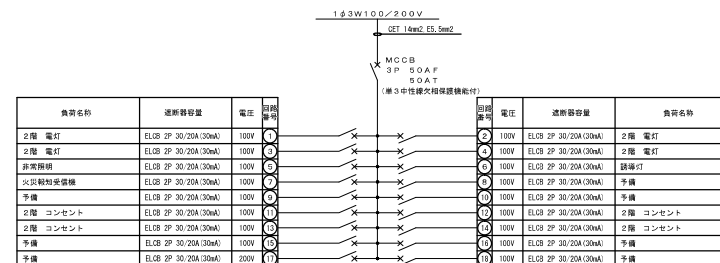 1φ3W100/200V
CET 14mm2 E5.5mm2
MCCB
3P 50AF
50AT
(単3中性線欠相保護機能付)
負荷名称 遮断器容量 電圧 回路番号 回路番号 電圧 遮断器容量 負荷名称
2階 電灯 ELCB 2P 30/20A(30mA) 100V 1 2 100V ELCB 2P 30/20A(30mA) 2階 電灯
2階 電灯 ELCB 2P 30/20A(30mA) 100V 3 4 100V ELCB 2P 30/20A(30mA) 2階 電灯
非常照明 ELCB 2P 30/20A(30mA) 100V 5 6 100V ELCB 2P 30/20A(30mA) 誘導灯
火災報知受信機 ELCB 2P 30/20A(30mA) 100V 7 8 100V ELCB 2P 30/20A(30mA) 予備
予備 ELCB 2P 30/20A(30mA) 100V 9 10 100V ELCB 2P 30/20A(30mA) 予備
2階 コンセント ELCB 2P 30/20A(30mA) 100V 11 12 100V ELCB 2P 30/20A(30mA) 2階 コンセント
2階 コンセント ELCB 2P 30/20A(30mA) 100V 13 14 100V ELCB 2P 30/20A(30mA) 2階 コンセント
予備 ELCB 2P 30/20A(30mA) 100V 15 16 100V ELCB 2P 30/20A(30mA) 予備
予備 ELCB 2P 30/20A(30mA) 200V 17 18 100V ELCB 2P 30/20A(30mA) 予備